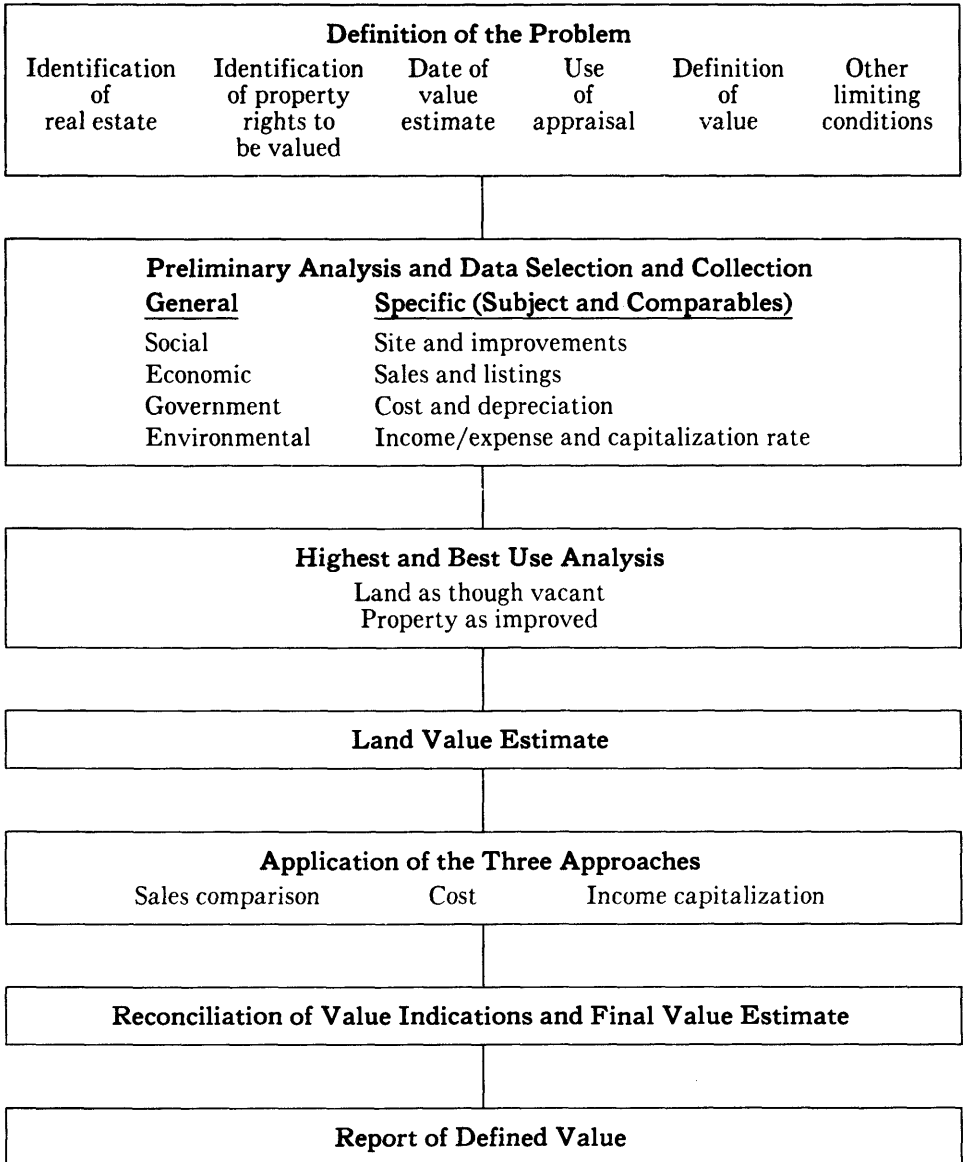 Definition of the Problem
Identification Identification Date of Use Definition Other
of of property value of of limiting
real estate rights to estimate appraisal value conditions
be valued
Preliminary Analysis and Data Selection and Collection
General Specific (Subject and Comparables)
Social Site and improvements
Economic Sales and listings
Government Cost and depreciation
Environmental Income/expense and capitalization rate
Highest and Best Use Analysis
Land as though vacant
Property as improved
Land Value Estimate
Application of the Three Approaches
Sales comparison Cost Income capitalization
Reconciliation of Value Indications and Final Value Estimate
Report of Defined Value